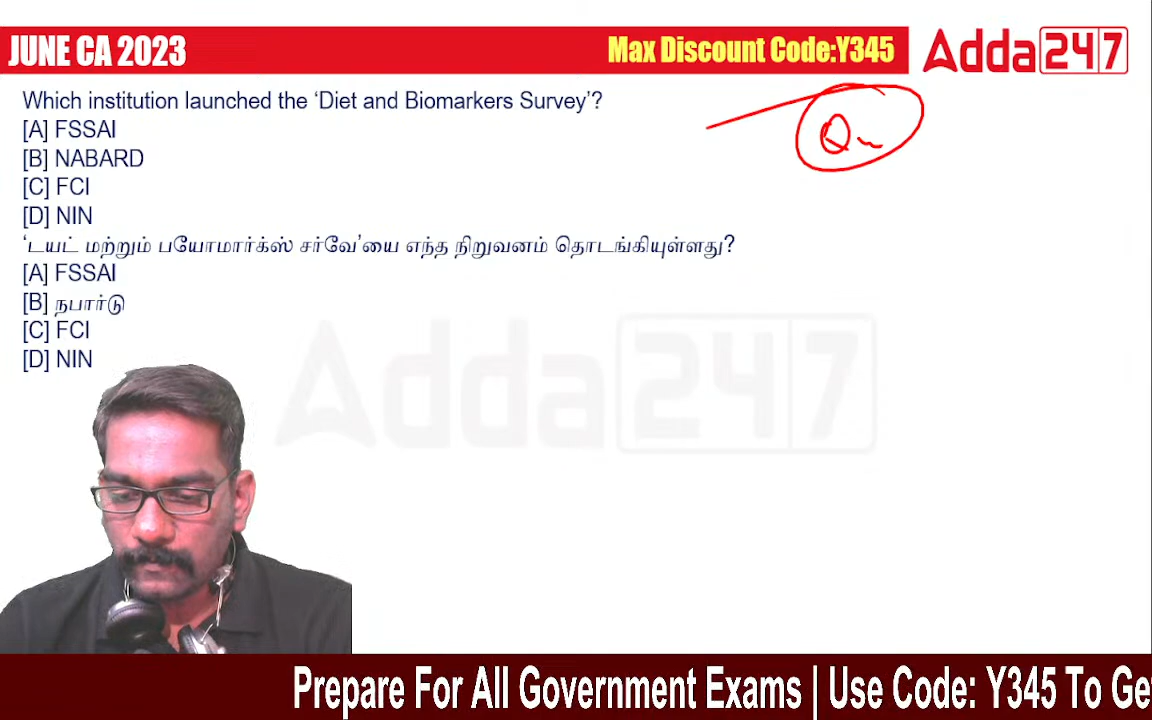 JUNE CA 2023
Max Discount Code:Y345
Adda247
Which institution launched the ‘Diet and Biomarkers Survey’?
[A] FSSAI
[B] NABARD
[C] FCI
[D] NIN
‘டயட் மற்றும் பயோமார்க்ஸ் சர்வே’யை எந்த நிறுவனம் தொடங்கியுள்ளது?
[A] FSSAI
[B] நபார்டு
[C] FCI
[D] NIN
Adda247
Prepare For All Government Exams | Use Code: Y345 To Ge